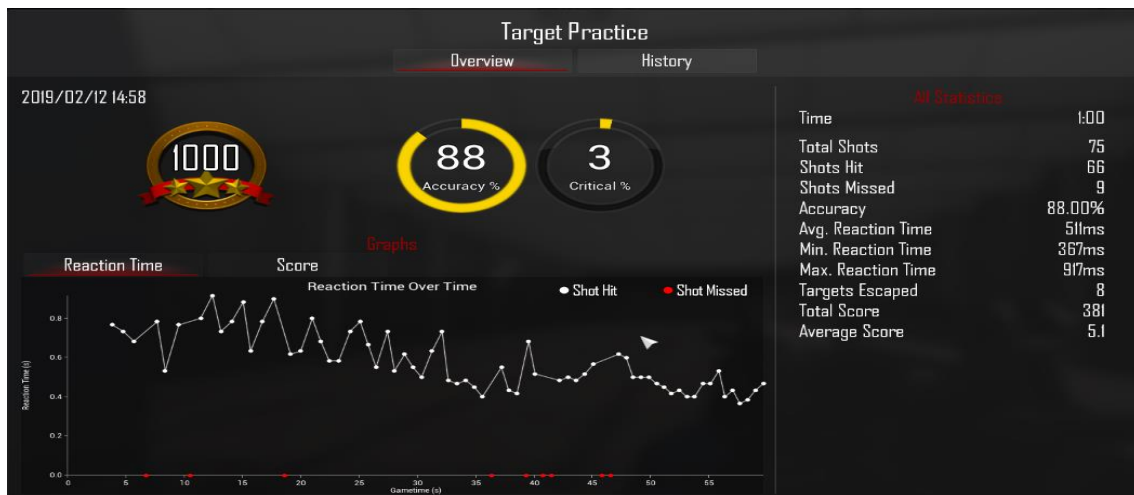 Target Practice
Overview History
2019/02/12 14:58
1000
88
Accuracy %
3
Critical %
All Statistics
Time 1:00
Total Shots 75
Shots Hit 66
Shots Missed 9
Accuracy 88.00%
Avg. Reaction Time 511ms
Min. Reaction Time 367ms
Max. Reaction Time 917ms
Targets Escaped 8
Total Score 381
Average Score 5.1
Graphs
Reaction Time Score
Reaction Time Over Time
Shot Hit Shot Missed
Reaction Time (s)
0.8
0.6
0.4
0.2
0.0
0 5 10 15 20 25 30 35 40 45 50 55
Gametime (s)